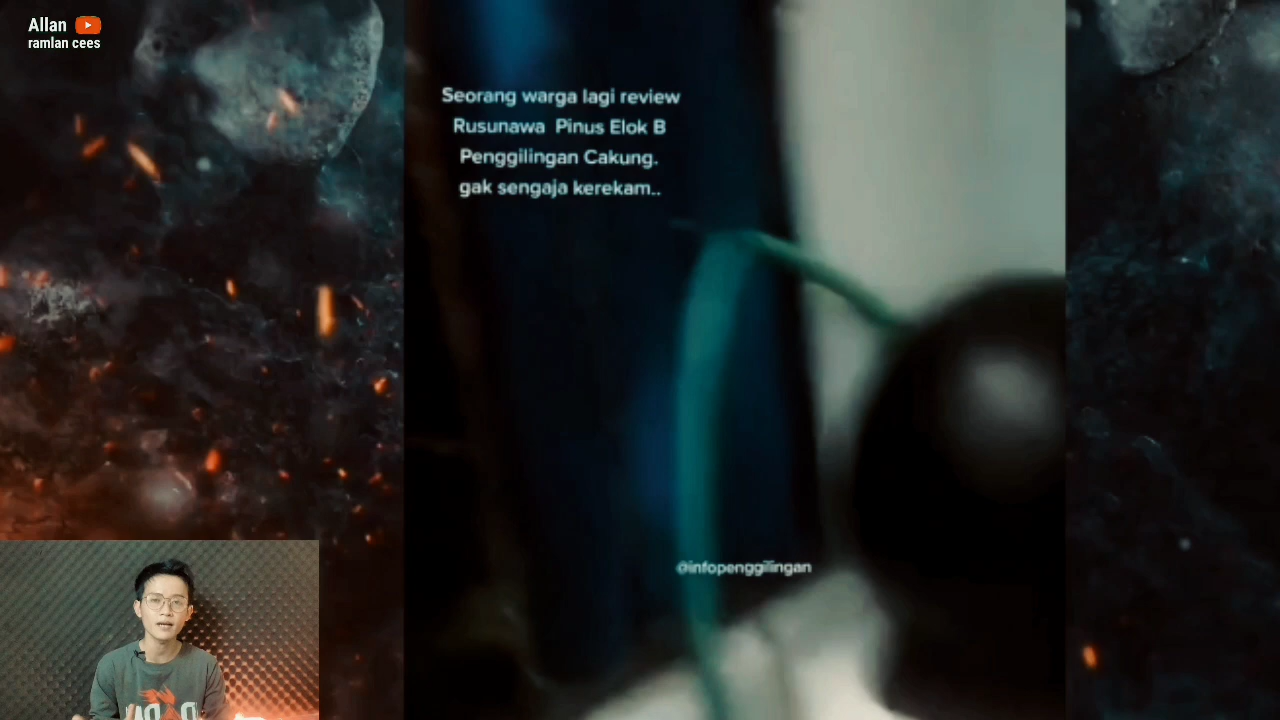 Allan
ramlan cees
Seorang warga lagi review
Rusunawa Pinus Elok B
Penggilingan Cakung.
gak sengaja kerekam..
@infopenggilingan